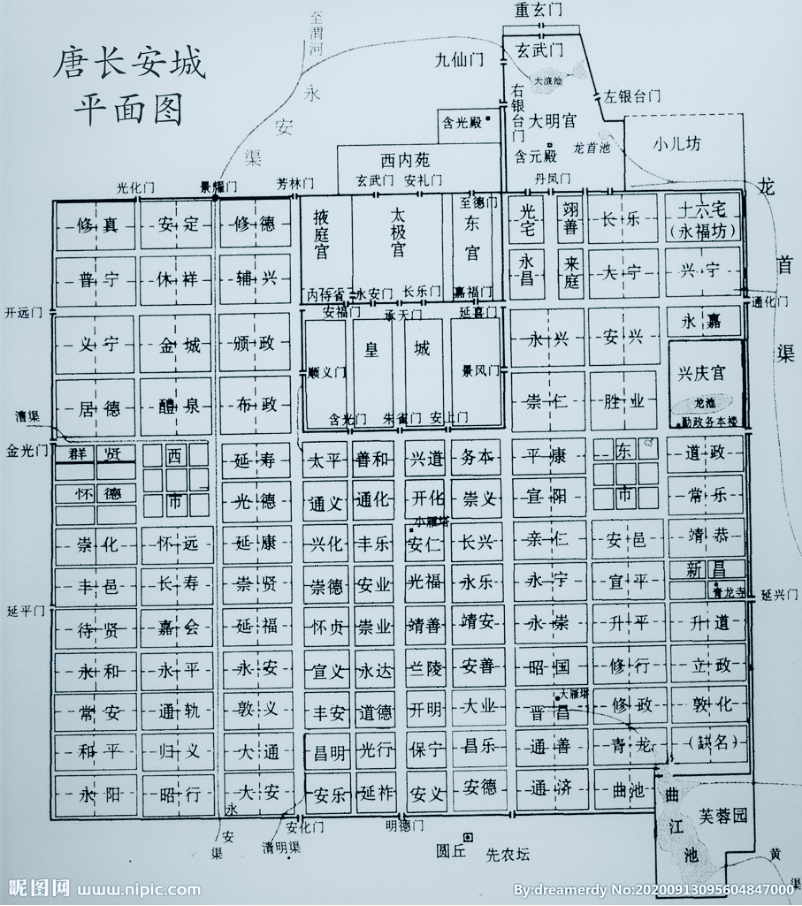 唐长安城
平面图
至渭河
永安渠
重玄门
九仙门
玄武门
太液池
右银台门
左银台门
大明宫
含光殿
含元殿
龙首池
小儿坊
西内苑
丹凤门
光化门
景耀门
芳林门
玄武门
安礼门
至德门
龙首渠
修真
安定
修德
掖庭宫
太极宫
东宫
光宅
翊善
长乐
十六宅
(永福坊)
普宁
休祥
辅兴
永昌
来庭
大宁
兴宁
内侍省
永安门
长乐门
嘉福门
开远门
通化门
安福门
承天门
延喜门
永嘉
义宁
金城
颁政
顺义门
皇城
景风门
永兴
安兴
兴庆宫
居德
醴泉
布政
崇仁
胜业
龙池
勤政务本楼
漕渠
含光门
朱雀门
安上门
金光门
群贤
西市
延寿
太平
善和
兴道
务本
平康
东市
道政
怀德
光德
通义
通化
开化
崇义
宣阳
常乐
小雁塔
崇化
怀远
延康
兴化
丰乐
安仁
长兴
亲仁
安邑
靖恭
丰邑
长寿
崇贤
崇德
安业
光福
永乐
永宁
宣平
新昌
青龙寺
延平门
延兴门
待贤
嘉会
延福
怀贞
崇业
靖善
靖安
永崇
升平
升道
永和
永平
永安
宣义
永达
兰陵
安善
昭国
修行
立政
大雁塔
常安
通轨
敦义
丰安
道德
开明
大业
晋昌
修政
敦化
和平
归义
大通
昌明
光行
保宁
昌乐
通善
青龙
(缺名)
永阳
昭行
大安
安乐
延祚
安义
安德
通济
曲池
曲江池
芙蓉园
永安渠
安化门
清明渠
明德门
圆丘
先农坛
黄渠
昵图网 www.nipic.com
By:dreamerdy No:20200913095604847000